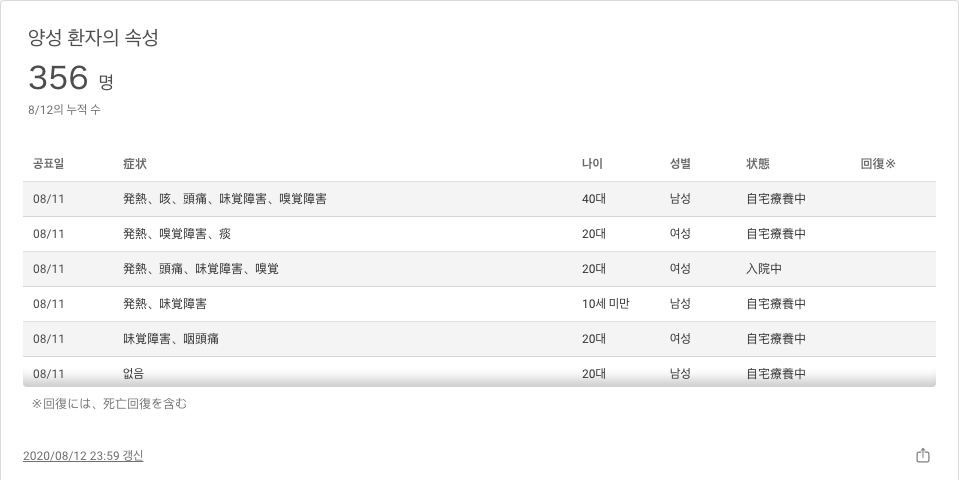 양성 환자의 속성
356 명
8/12의 누적 수
공표일 症状 나이 성별 状態 回復※
08/11 発熱、咳、頭痛、味覚障害、嗅覚障害 40대 남성 自宅療養中
08/11 発熱、嗅覚障害、痰 20대 여성 自宅療養中
08/11 発熱、頭痛、味覚障害、嗅覚 20대 여성 入院中
08/11 発熱、味覚障害 10세 미만 남성 自宅療養中
08/11 味覚障害、咽頭痛 20대 여성 自宅療養中
08/11 없음 20대 남성 自宅療養中
※回復には、死亡回復を含む
2020/08/12 23:59 갱신